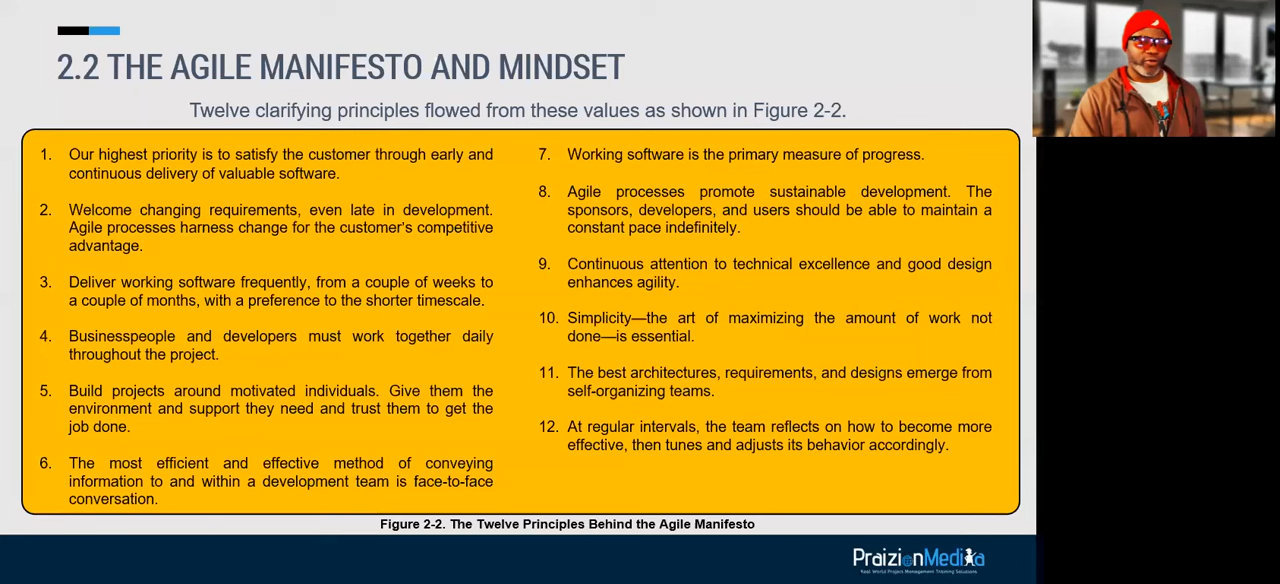 2.2 THE AGILE MANIFESTO AND MINDSET
Twelve clarifying principles flowed from these values as shown in Figure 2-2.
1. Our highest priority is to satisfy the customer through early and
continuous delivery of valuable software.
2. Welcome changing requirements, even late in development.
Agile processes harness change for the customer's competitive
advantage.
3. Deliver working software frequently, from a couple of weeks to
a couple of months, with a preference to the shorter timescale.
4. Businesspeople and developers must work together daily
throughout the project.
5. Build projects around motivated individuals. Give them the
environment and support they need and trust them to get the
job done.
6. The most efficient and effective method of conveying
information to and within a development team is face-to-face
conversation.
7. Working software is the primary measure of progress.
8. Agile processes promote sustainable development. The
sponsors, developers, and users should be able to maintain a
constant pace indefinitely.
9. Continuous attention to technical excellence and good design
enhances agility.
10. Simplicity—the art of maximizing the amount of work not
done—is essential.
11. The best architectures, requirements, and designs emerge from
self-organizing teams.
12. At regular intervals, the team reflects on how to become more
effective, then tunes and adjusts its behavior accordingly.
Figure 2-2. The Twelve Principles Behind the Agile Manifesto
PraizionMedia
Real World Project Management Training Solutions